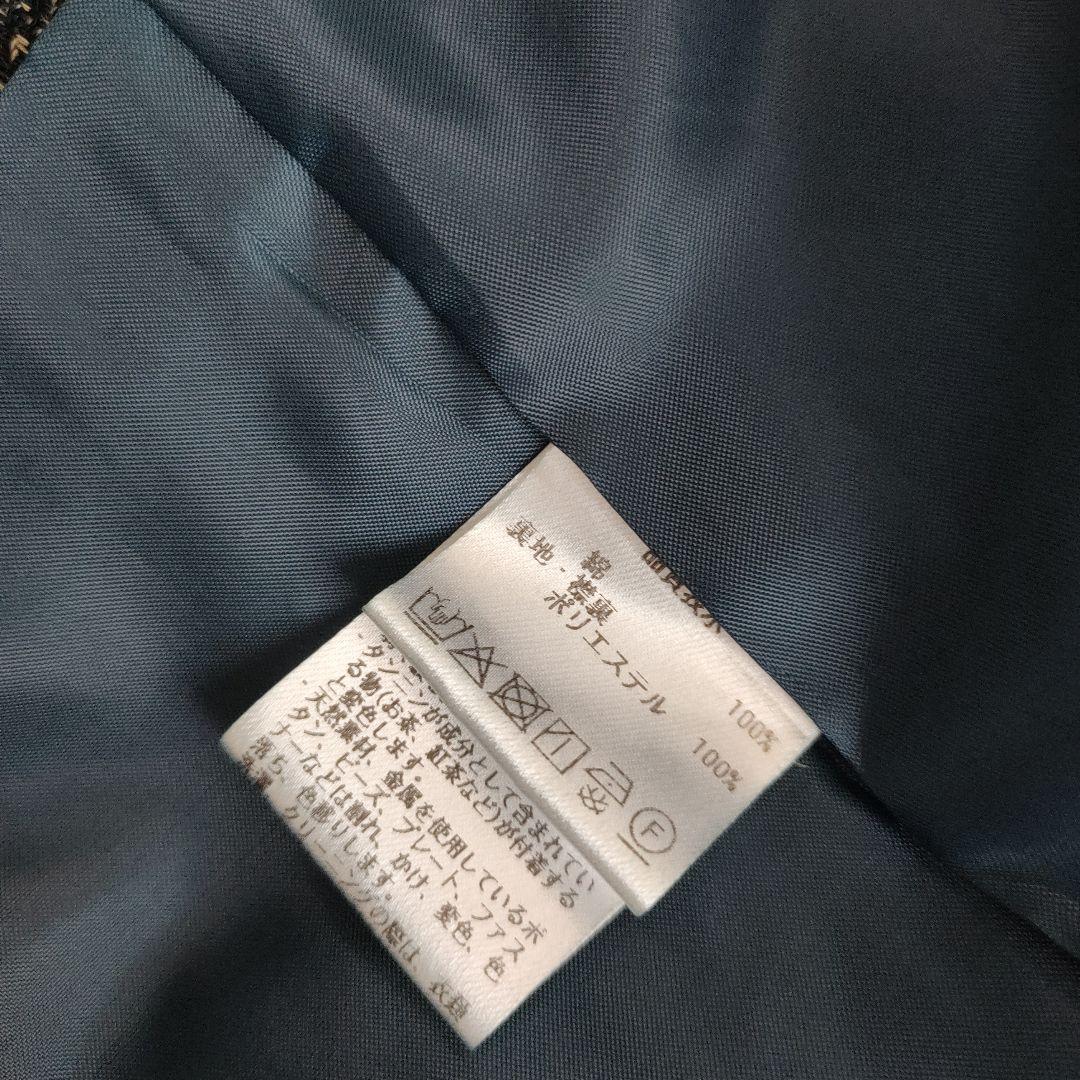 品質表示
綿 100%
裏地・襟裏
ポリエステル 100%
F
タンニンが成分として含まれてい
る物(お茶、紅茶など)が付着する
と変色します。
・天然素材、金属を使用しているボ
タン、ビーズ、プレート、ファス
ナーなどは割れ、かけ、変色、色
落ち、色移りします。
クリーニングの際は、